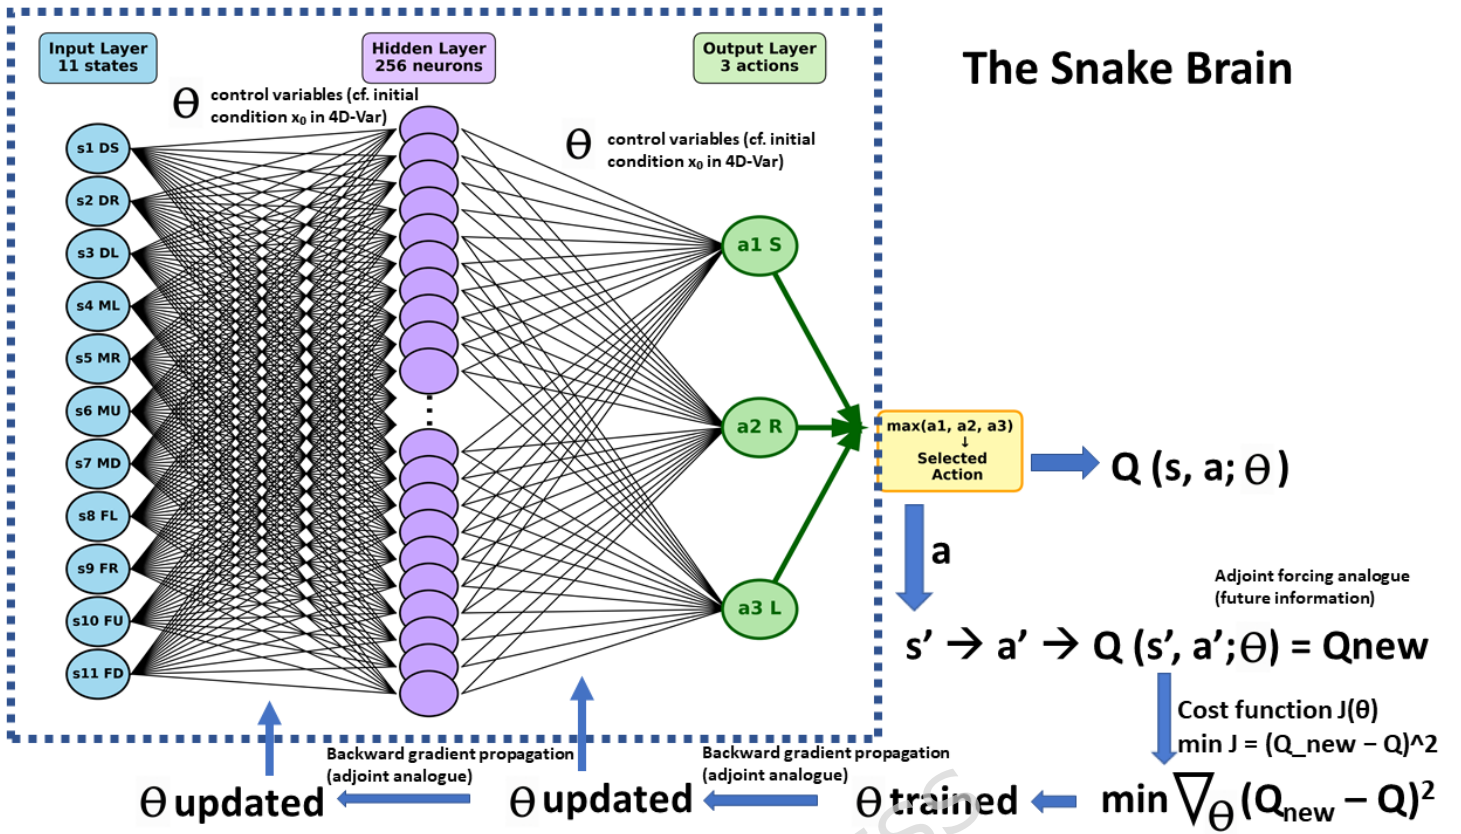 The Snake Brain
Input Layer
11 states
Hidden Layer
256 neurons
Output Layer
3 actions
Θ control variables (cf. initial
condition x₀ in 4D-Var)
Θ control variables (cf. initial
condition x₀ in 4D-Var)
s1 DS
s2 DR
s3 DL
s4 ML
s5 MR
s6 MU
s7 MD
s8 FL
s9 FR
s10 FU
s11 FD
a1 S
a2 R
a3 L
max(a1, a2, a3)
↓
Selected
Action
Q (s, a; Θ)
a
Adjoint forcing analogue
(future information)
s’ → a’ → Q (s’, a’;Θ) = Qnew
Cost function J(θ)
min J = (Q_new − Q)^2
min ∇Θ (Qnew − Q)²
Θ trained
Backward gradient propagation
(adjoint analogue)
Θ updated
Backward gradient propagation
(adjoint analogue)
Θ updated